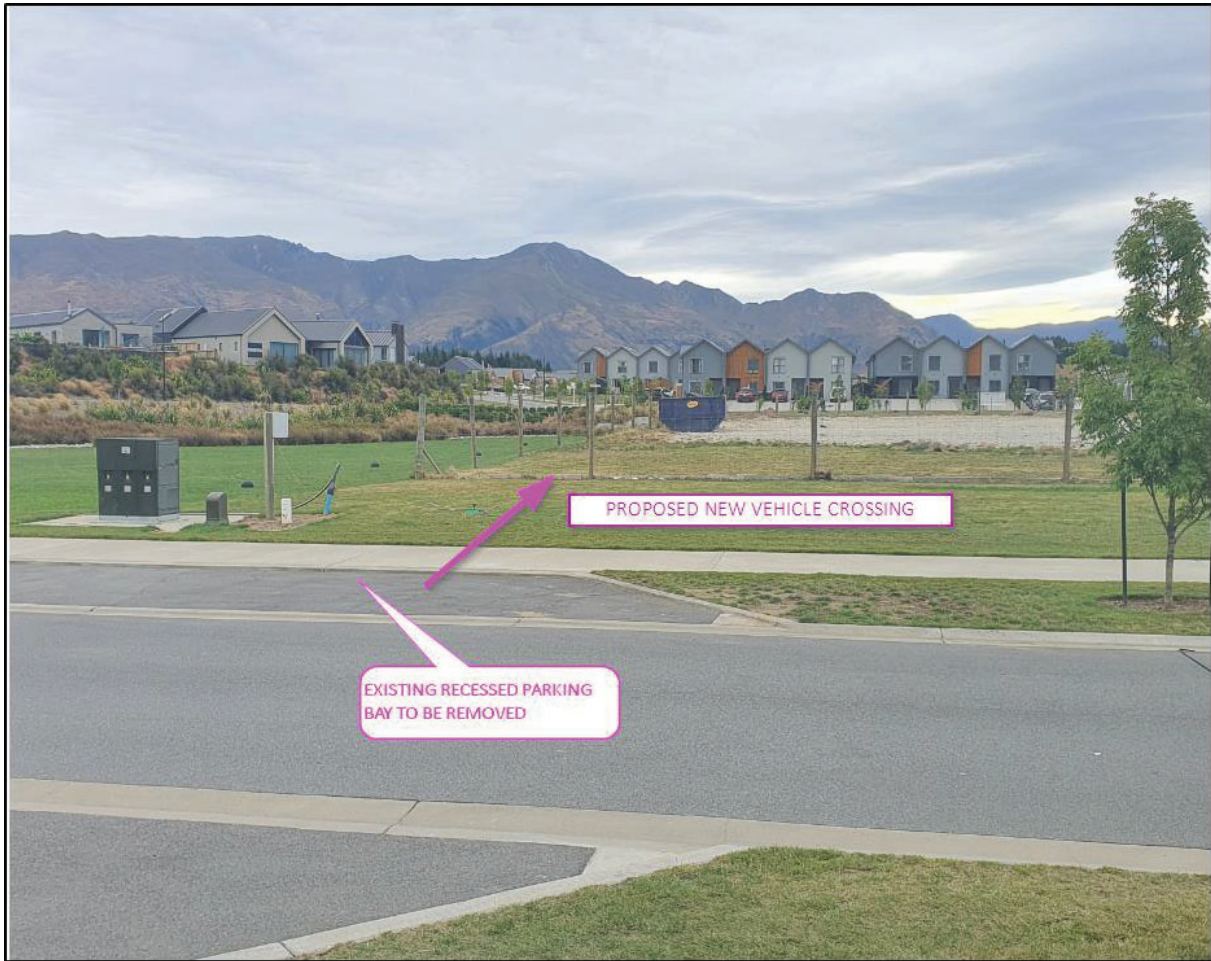 PROPOSED NEW VEHICLE CROSSING
EXISTING RECESSED PARKING
BAY TO BE REMOVED